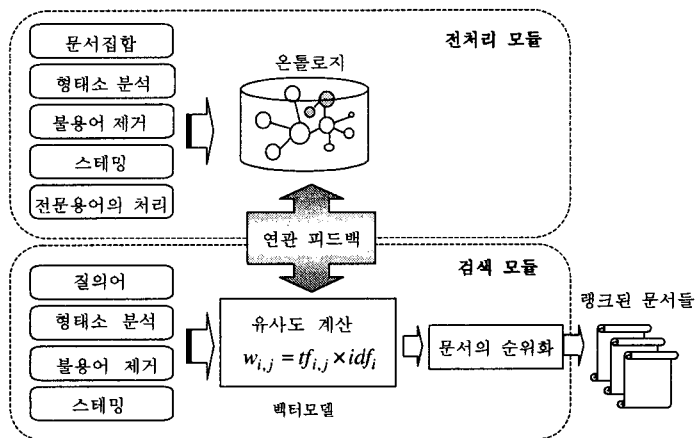 전처리 모듈
문서집합
형태소 분석
불용어 제거
스테밍
전문용어의 처리
온톨로지
연관 피드백
검색 모듈
질의어
형태소 분석
불용어 제거
스테밍
유사도 계산
w_{i,j} = tf_{i,j} × idf_i
벡터모델
문서의 순위화
랭크된 문서들